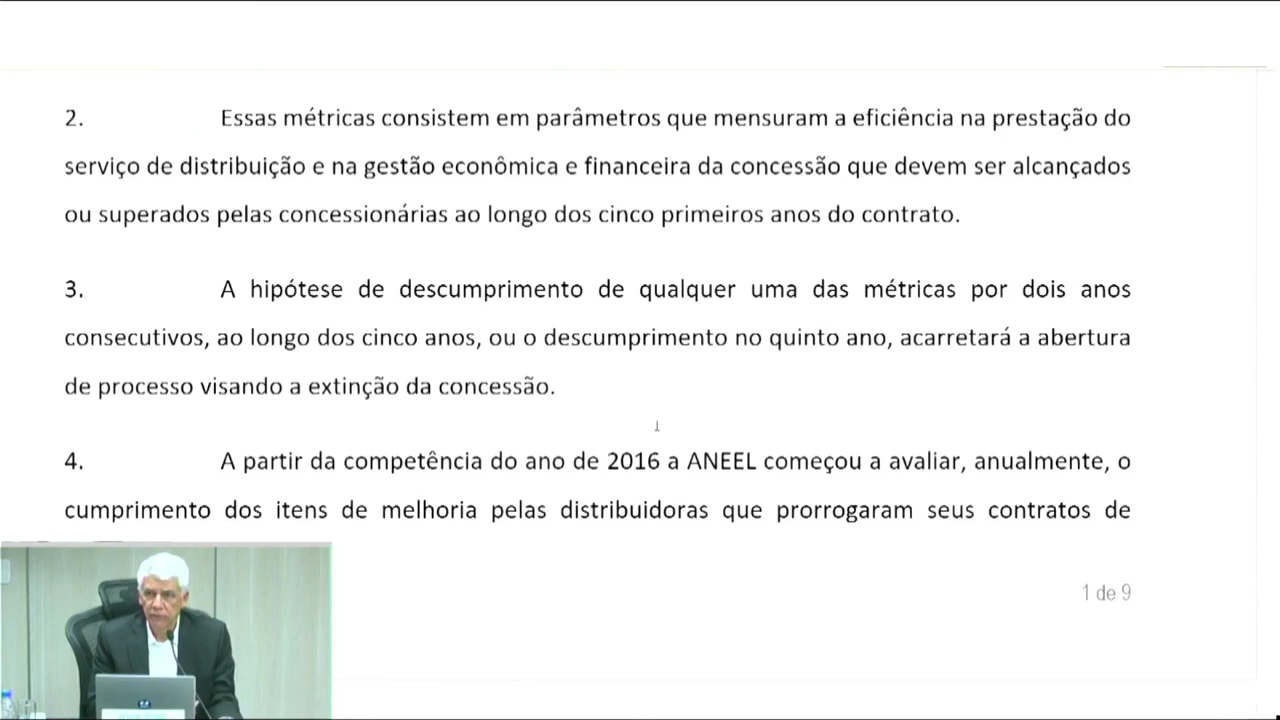 2. Essas métricas consistem em parâmetros que mensuram a eficiência na prestação do
serviço de distribuição e na gestão econômica e financeira da concessão que devem ser alcançados
ou superados pelas concessionárias ao longo dos cinco primeiros anos do contrato.
3. A hipótese de descumprimento de qualquer uma das métricas por dois anos
consecutivos, ao longo dos cinco anos, ou o descumprimento no quinto ano, acarretará a abertura
de processo visando a extinção da concessão.
4. A partir da competência do ano de 2016 a ANEEL começou a avaliar, anualmente, o
cumprimento dos itens de melhoria pelas distribuidoras que prorrogaram seus contratos de
1 de 9